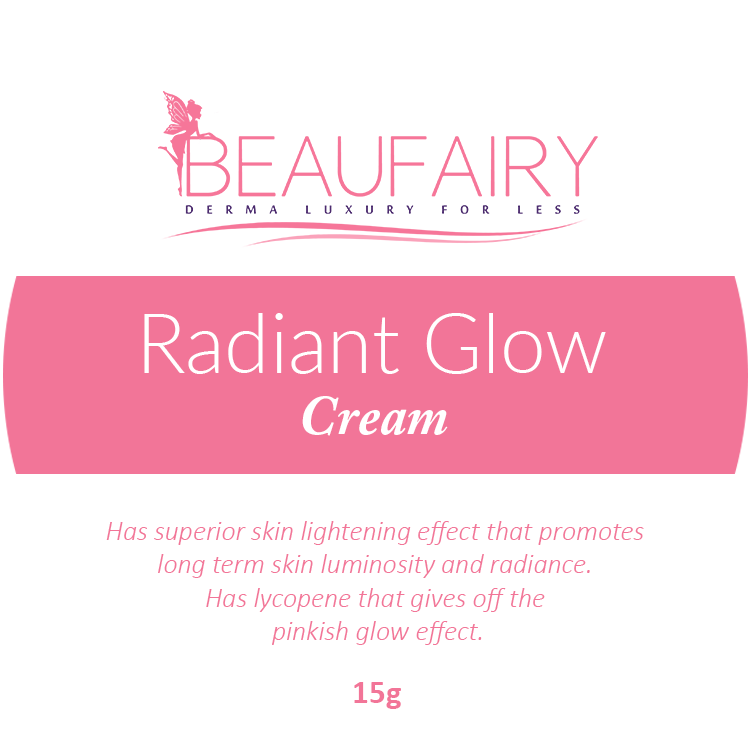 BEAUFAIRY
DERMA LUXURY FOR LESS
Radiant Glow
Cream
Has superior skin lightening effect that promotes
long term skin luminosity and radiance.
Has lycopene that gives off the
pinkish glow effect.
15g